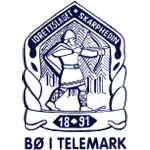 IDRETTSLAGET SKARPHEDIN
18 91
BØ I TELEMARK